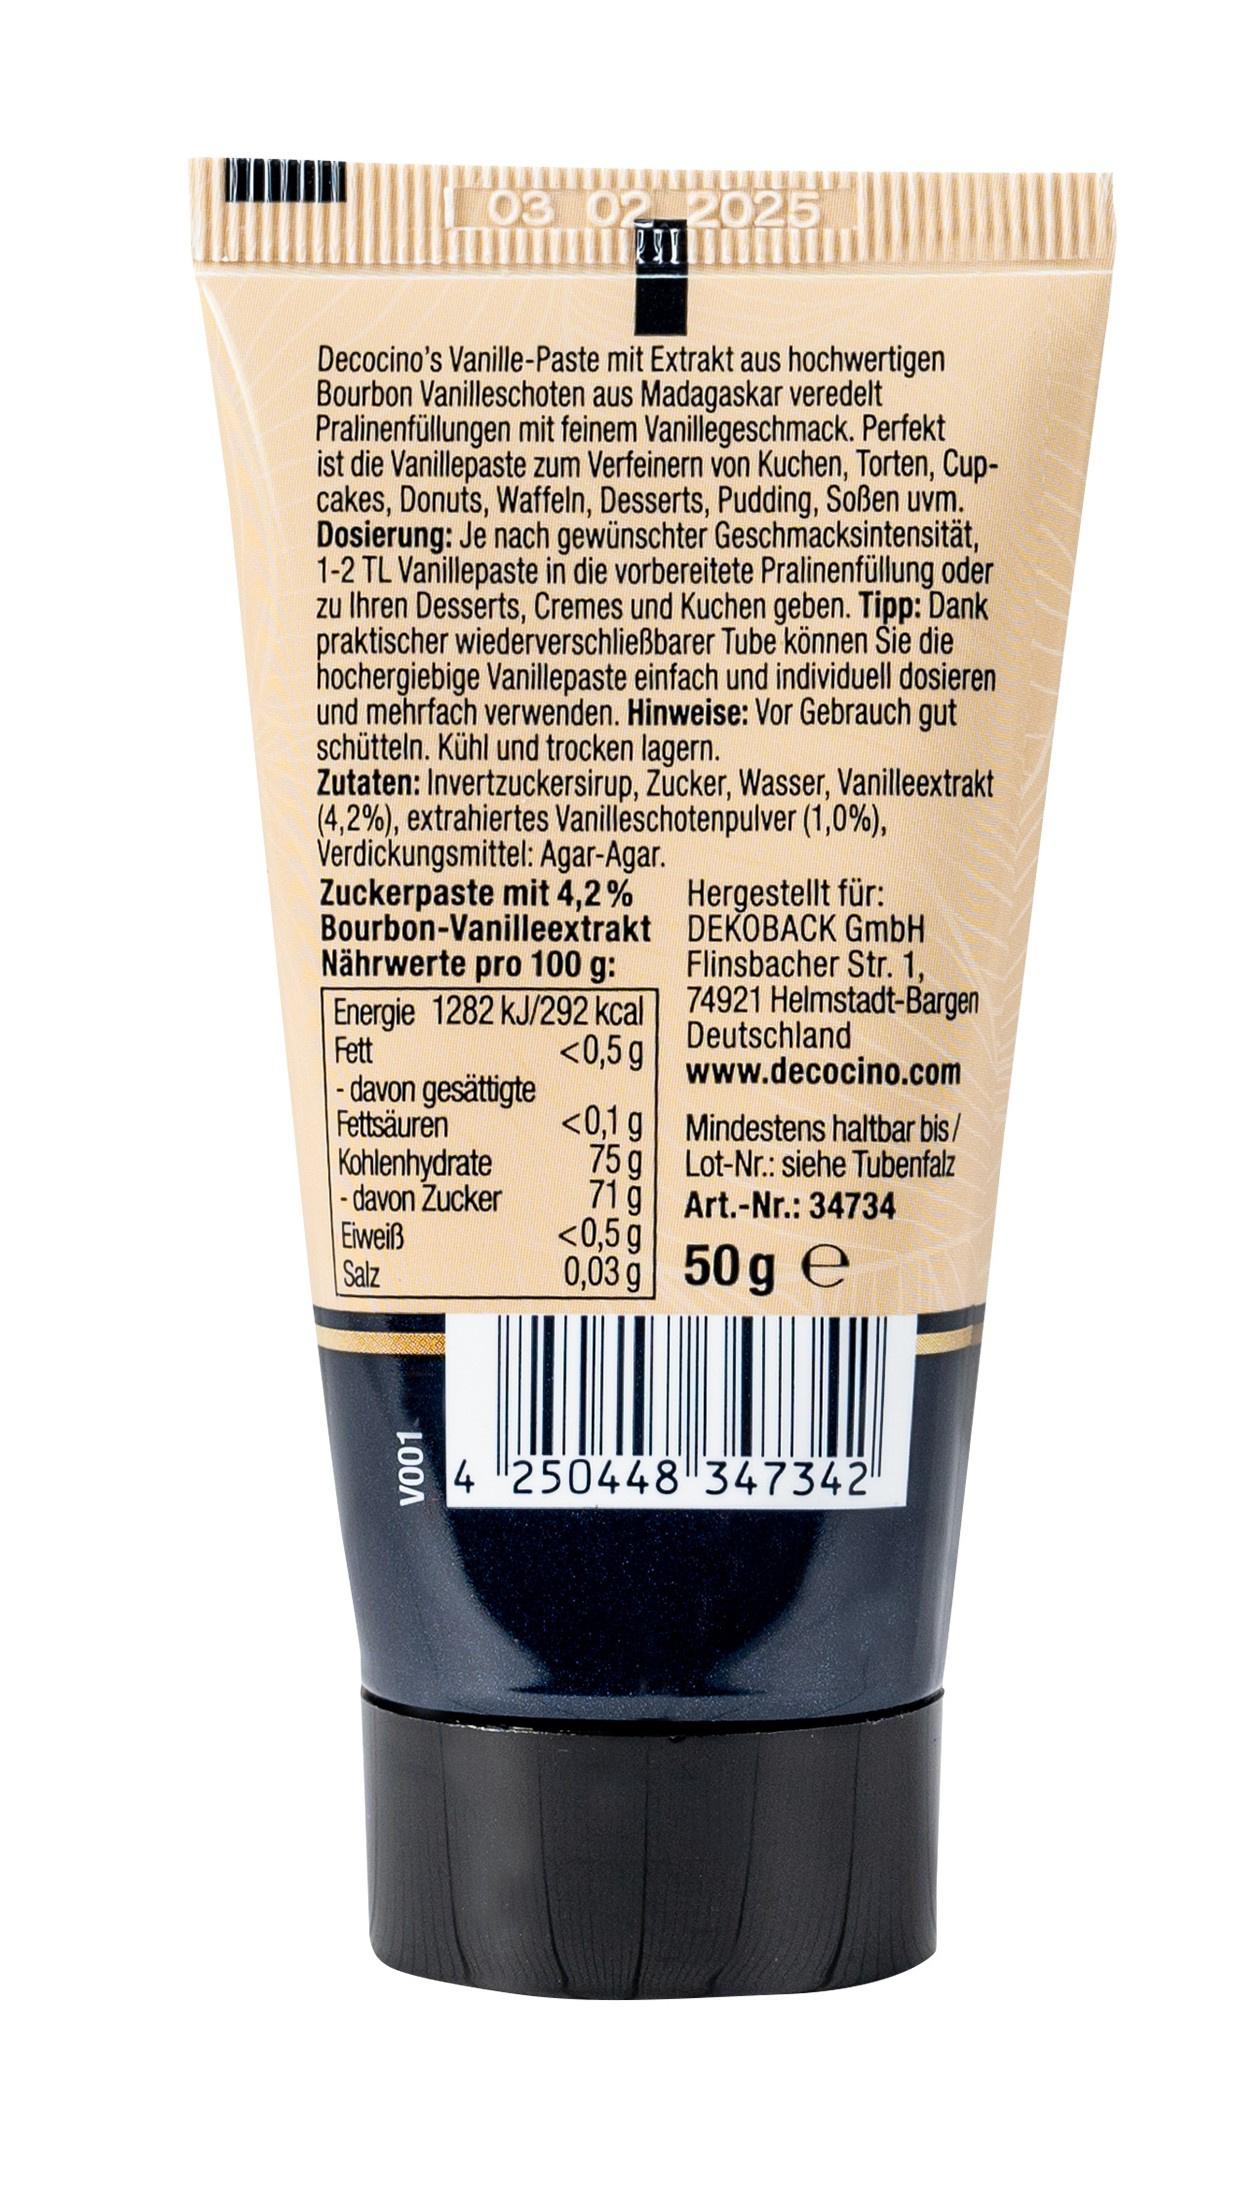 03 02 2025
Decocino's Vanille-Paste mit Extrakt aus hochwertigen
Bourbon Vanilleschoten aus Madagaskar veredelt
Pralinenfüllungen mit feinem Vanillegeschmack. Perfekt
ist die Vanillepaste zum Verfeinern von Kuchen, Torten, Cup-
cakes, Donuts, Waffeln, Desserts, Pudding, Soßen uvm.
Dosierung: Je nach gewünschter Geschmacksintensität,
1-2 TL Vanillepaste in die vorbereitete Pralinenfüllung oder
zu Ihren Desserts, Cremes und Kuchen geben. Tipp: Dank
praktischer wiederverschließbarer Tube können Sie die
hochergiebige Vanillepaste einfach und individuell dosieren
und mehrfach verwenden. Hinweise: Vor Gebrauch gut
schütteln. Kühl und trocken lagern.
Zutaten: Invertzuckersirup, Zucker, Wasser, Vanilleextrakt
(4,2%), extrahiertes Vanilleschotenpulver (1,0%),
Verdickungsmittel: Agar-Agar.
Zuckerpaste mit 4,2%
Bourbon-Vanilleextrakt
Nährwerte pro 100 g:
Energie 1282 kJ/292 kcal
Fett <0,5 g
- davon gesättigte
Fettsäuren <0,1 g
Kohlenhydrate 75 g
- davon Zucker 71 g
Eiweiß <0,5 g
Salz 0,03 g
Hergestellt für:
DEKOBACK GmbH
Flinsbacher Str. 1,
74921 Helmstadt-Bargen
Deutschland
www.decocino.com
Mindestens haltbar bis/
Lot-Nr.: siehe Tubenfalz
Art.-Nr.: 34734
50 g ℮
V001
4 250448 347342